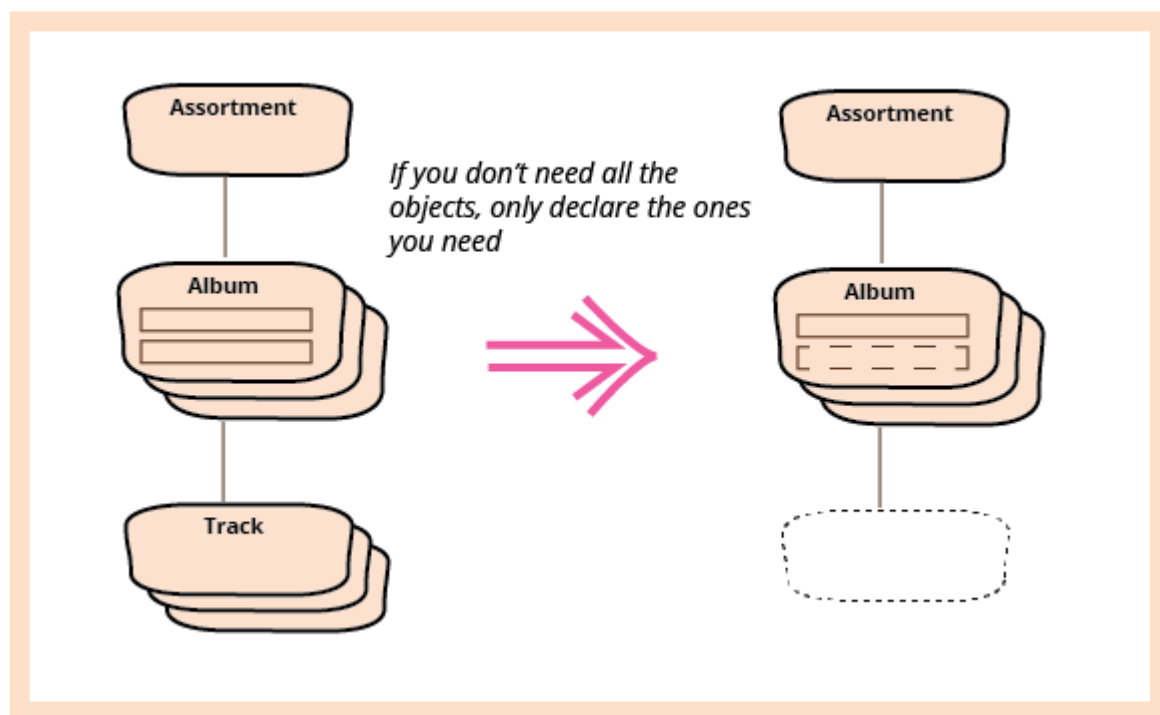 Assortment
Album
Track
If you don’t need all the
objects, only declare the ones
you need
Assortment
Album